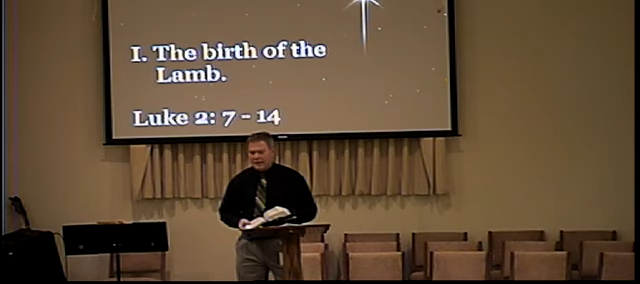 I. The birth of the
Lamb.
Luke 2: 7 - 14